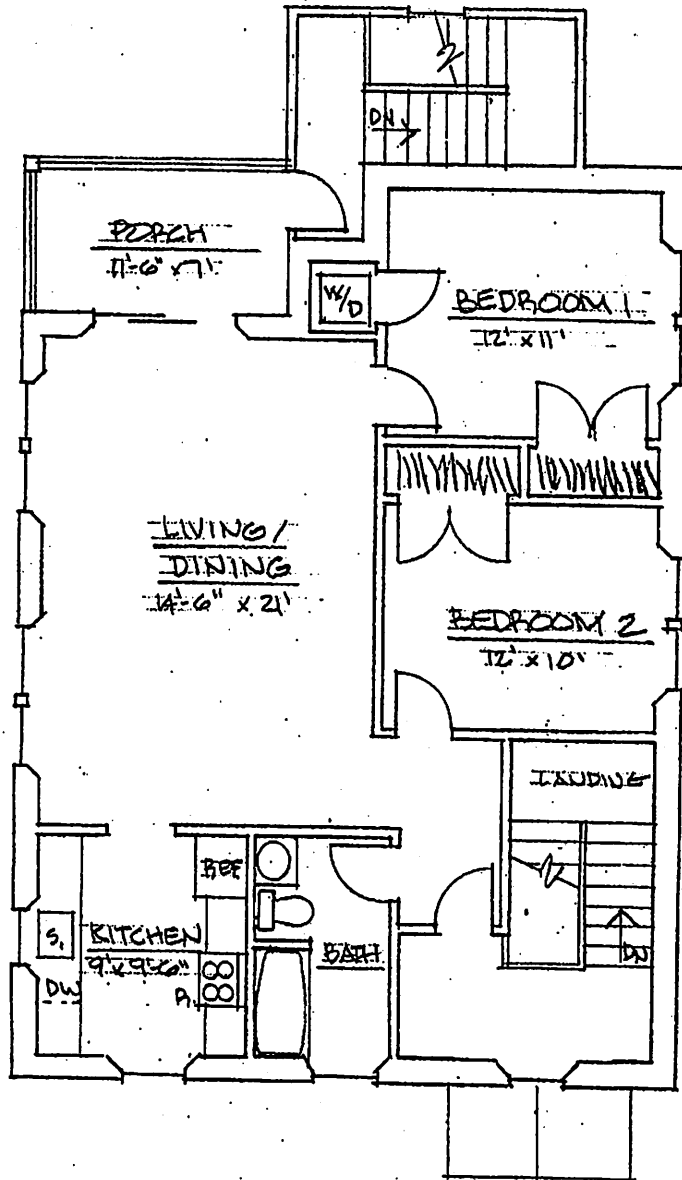 DN
PORCH
11'-6" x 7'
W/D
BEDROOM 1
12' x 11'
LIVING/
DINING
14'-6" x 21'
BEDROOM 2
12' x 10'
LANDING
REF
S.
KITCHEN
9' x 9'-6"
DW
R.
BATH
DN